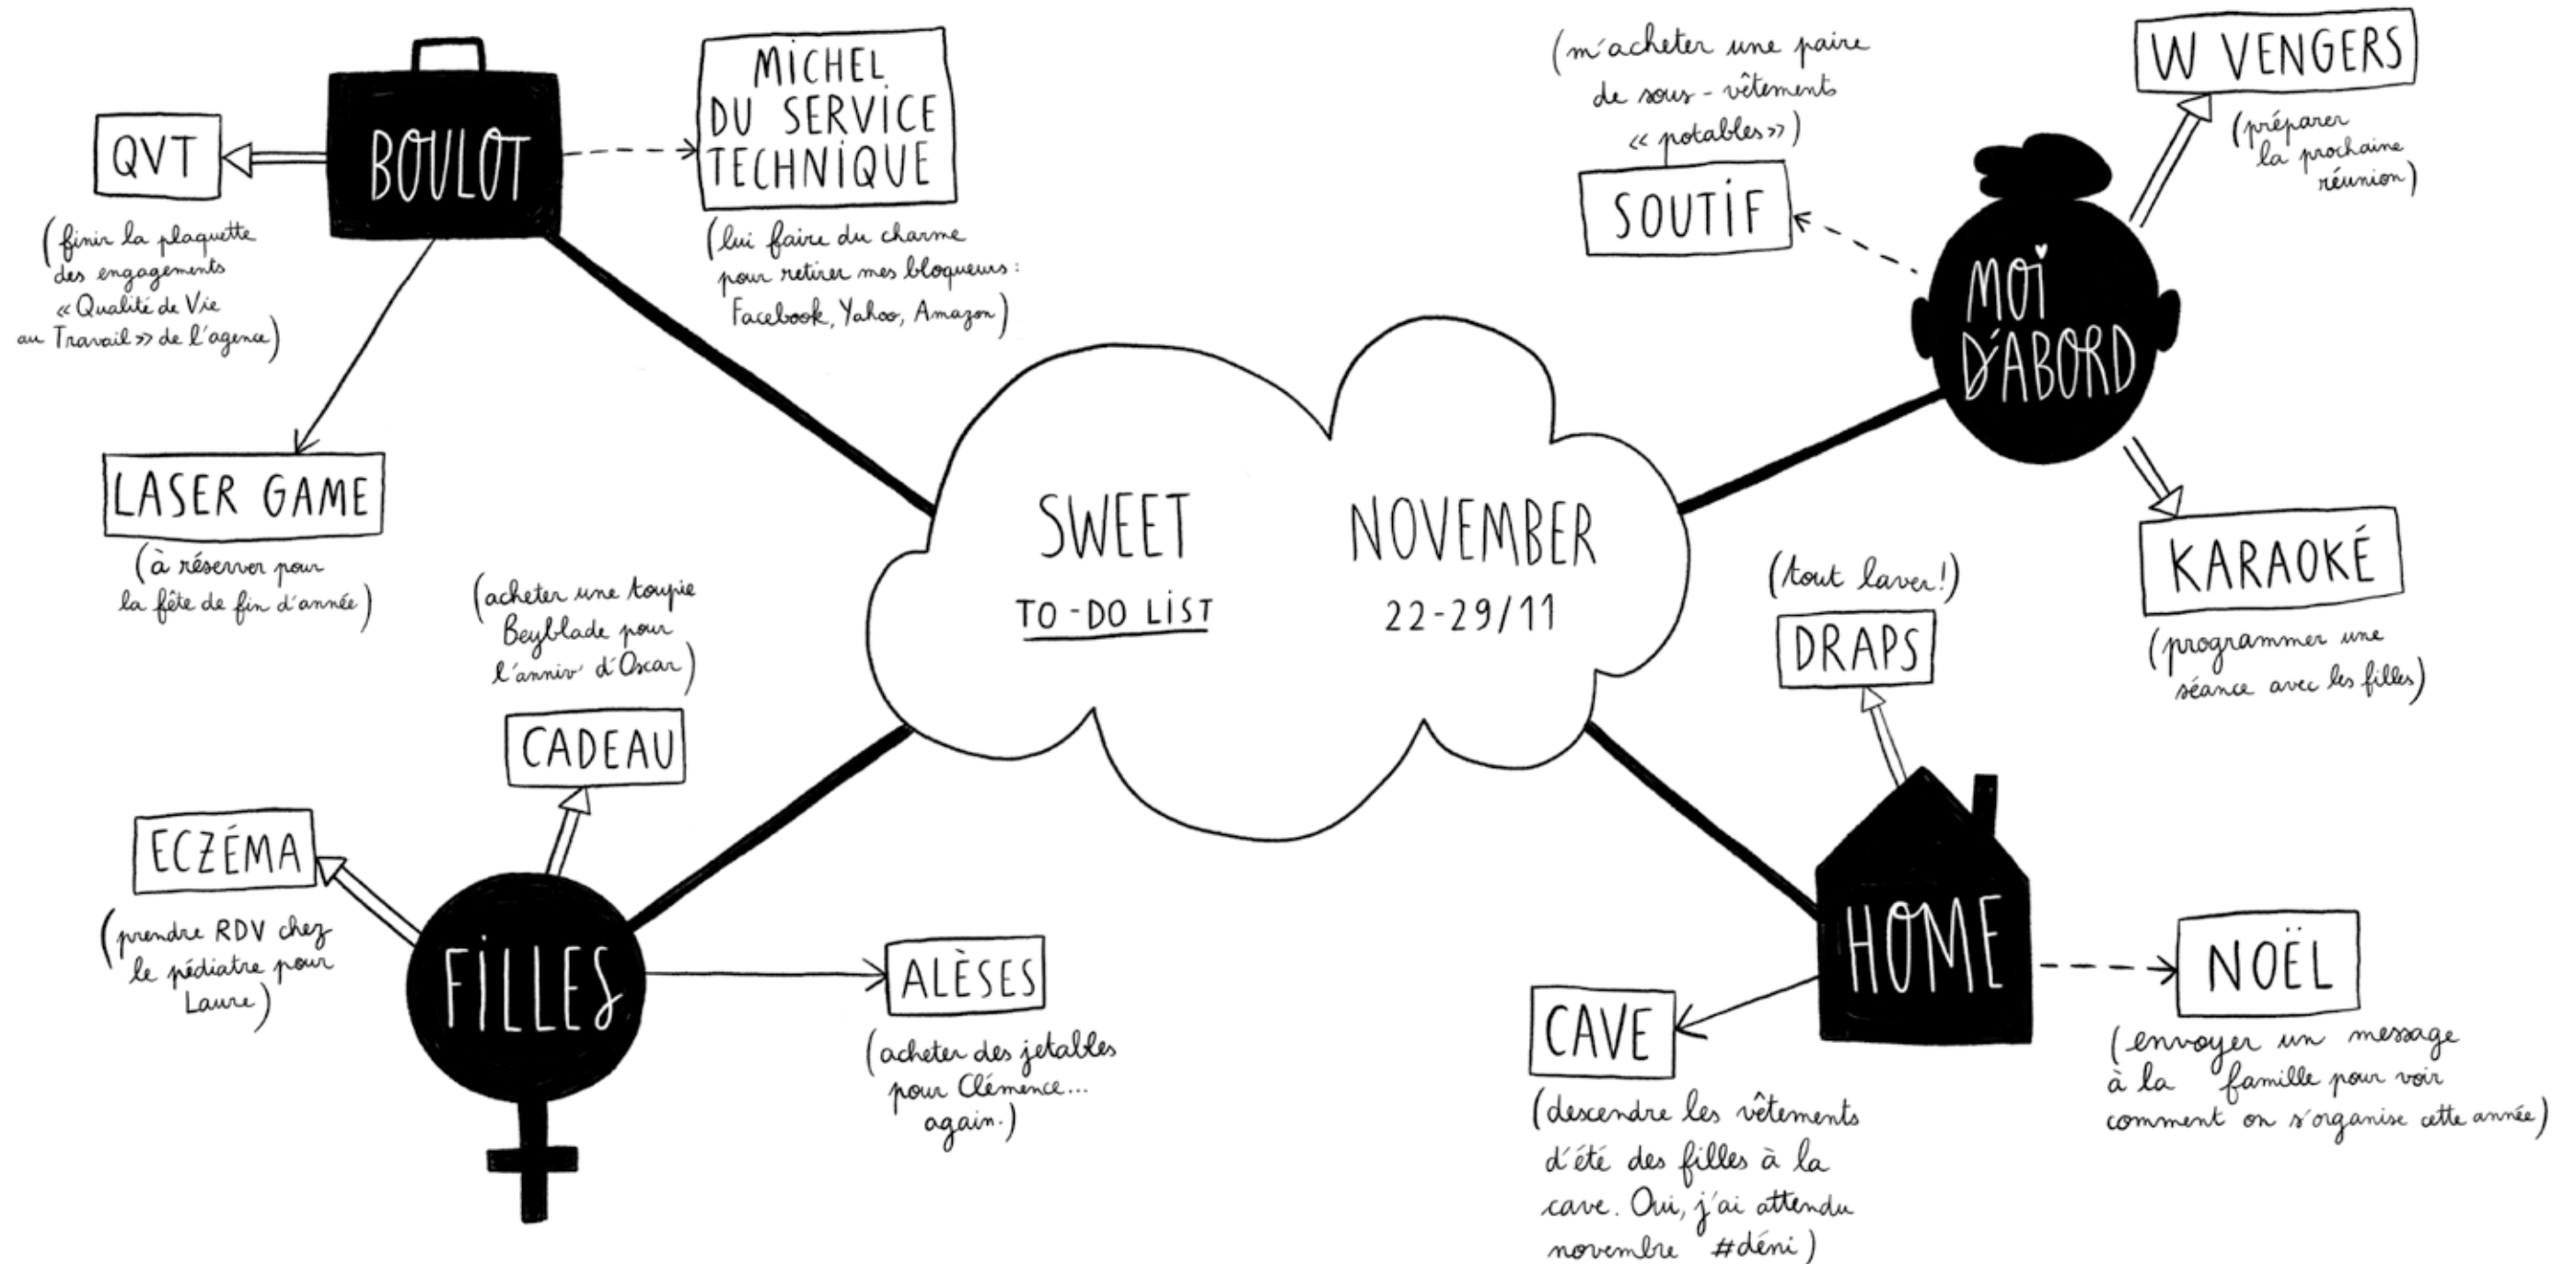 BOULOT
QVT
(finir la plaquette
des engagements
« Qualité de Vie
au Travail » de l'agence)
MiCHEL
DU SERViCE
TECHNiQUE
(lui faire du charme
pour retirer mes bloqueurs :
Facebook, Yahoo, Amazon)
LASER GAME
(à réserver pour
la fête de fin d'année)
(m'acheter une paire
de sous-vêtements
« potables »)
SOUTiF
W VENGERS
(préparer
la prochaine
réunion)
MOi
D'ABORD
KARAOKÉ
(programmer une
séance avec les filles)
SWEET NOVEMBER
TO-DO LiST 22-29/11
(acheter une toupie
Beyblade pour
l'anniv' d'Oscar)
CADEAU
ECZÉMA
(prendre RDV chez
le pédiatre pour
Laure)
FiLLES
ALÈSES
(acheter des jetables
pour Clémence...
again.)
(tout laver!)
DRAPS
HOME
CAVE
(descendre les vêtements
d'été des filles à la
cave. Oui, j'ai attendu
novembre #déni)
NOËL
(envoyer un message
à la famille pour voir
comment on s'organise cette année)